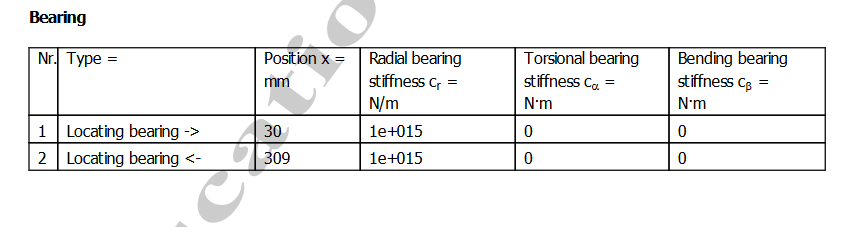 Bearing
Nr. Type = Position x = Radial bearing Torsional bearing Bending bearing
mm stiffness cᵣ = stiffness cα = stiffness cᵦ =
N/m N·m N·m
1 Locating bearing -> 30 1e+015 0 0
2 Locating bearing <- 309 1e+015 0 0